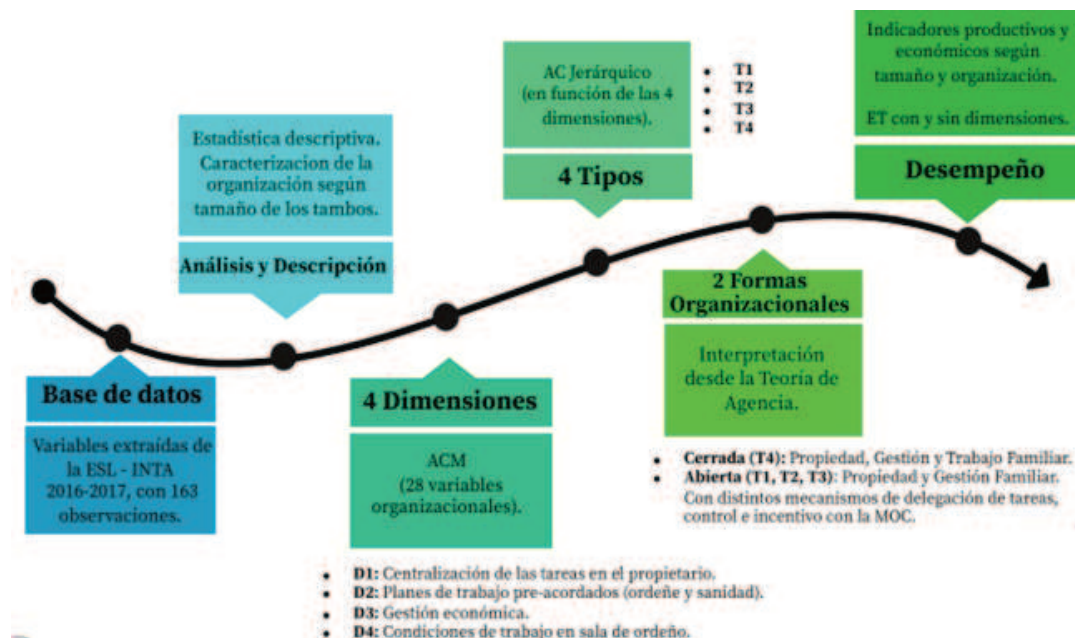 Base de datos
Variables extraídas de
la ESL - INTA
2016-2017, con 163
observaciones.
Estadística descriptiva.
Caracterizacion de la
organización según
tamaño de los tambos.
Análisis y Descripción
4 Dimensiones
ACM
(28 variables
organizacionales).
• D1: Centralización de las tareas en el propietario.
• D2: Planes de trabajo pre-acordados (ordeñe y sanidad).
• D3: Gestión económica.
• D4: Condiciones de trabajo en sala de ordeño.
AC Jerárquico
(en función de las 4
dimensiones).
4 Tipos
• T1
• T2
• T3
• T4
2 Formas
Organizacionales
Interpretación
desde la Teoría de
Agencia.
• Cerrada (T4): Propiedad, Gestión y Trabajo Familiar.
• Abierta (T1, T2, T3): Propiedad y Gestión Familiar.
Con distintos mecanismos de delegación de tareas,
control e incentivo con la MOC.
Indicadores productivos y
económicos según
tamaño y organización.
ET con y sin dimensiones.
Desempeño